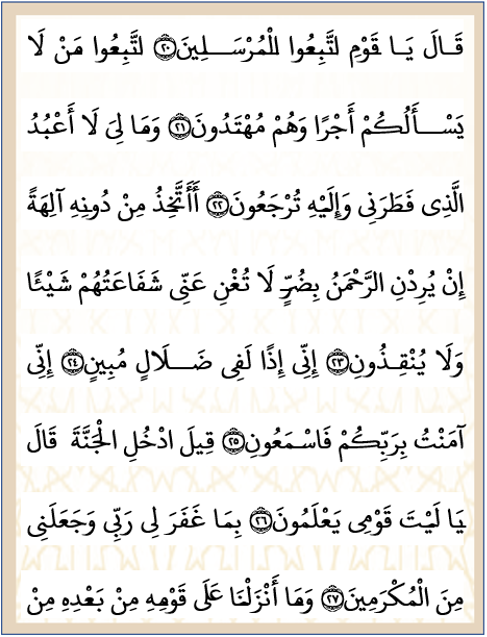 قَالَ يَا قَوْمِ اتَّبِعُوا الْمُرْسَلِينَ ۝٢٠ اتَّبِعُوا مَنْ لَا
يَسْأَلُكُمْ أَجْرًا وَهُمْ مُهْتَدُونَ ۝٢١ وَمَا لِيَ لَا أَعْبُدُ
الَّذِي فَطَرَنِي وَإِلَيْهِ تُرْجَعُونَ ۝٢٢ أَأَتَّخِذُ مِنْ دُونِهِ آلِهَةً
إِنْ يُرِدْنِ الرَّحْمَنُ بِضُرٍّ لَا تُغْنِ عَنِّي شَفَاعَتُهُمْ شَيْئًا
وَلَا يُنْقِذُونِ ۝٢٣ إِنِّي إِذًا لَفِي ضَلَالٍ مُبِينٍ ۝٢٤ إِنِّي
آمَنْتُ بِرَبِّكُمْ فَاسْمَعُونِ ۝٢٥ قِيلَ ادْخُلِ الْجَنَّةَ قَالَ
يَا لَيْتَ قَوْمِي يَعْلَمُونَ ۝٢٦ بِمَا غَفَرَ لِي رَبِّي وَجَعَلَنِي
مِنَ الْمُكْرَمِينَ ۝٢٧ وَمَا أَنْزَلْنَا عَلَى قَوْمِهِ مِنْ بَعْدِهِ مِنْ